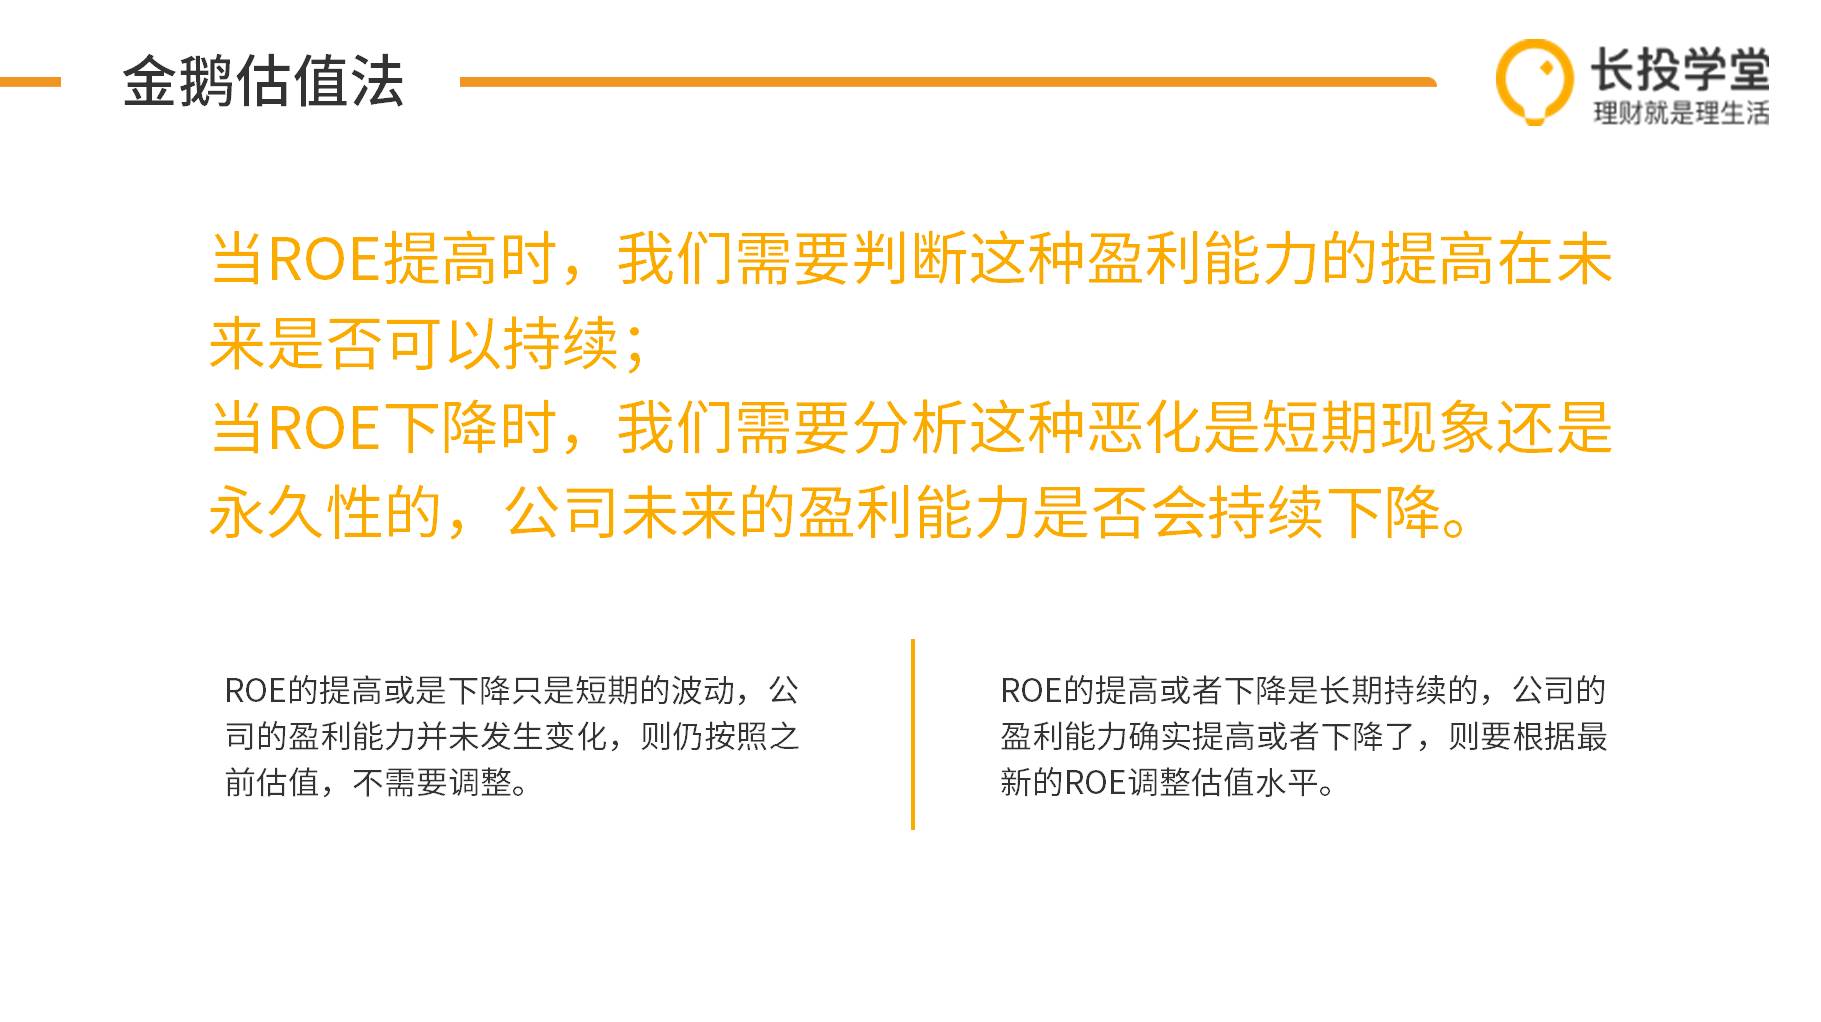 金鹅估值法
长投学堂
理财就是理生活
当ROE提高时，我们需要判断这种盈利能力的提高在未
来是否可以持续；
当ROE下降时，我们需要分析这种恶化是短期现象还是
永久性的，公司未来的盈利能力是否会持续下降。
ROE的提高或是下降只是短期的波动，公
司的盈利能力并未发生变化，则仍按照之
前估值，不需要调整。
ROE的提高或者下降是长期持续的，公司的
盈利能力确实提高或者下降了，则要根据最
新的ROE调整估值水平。